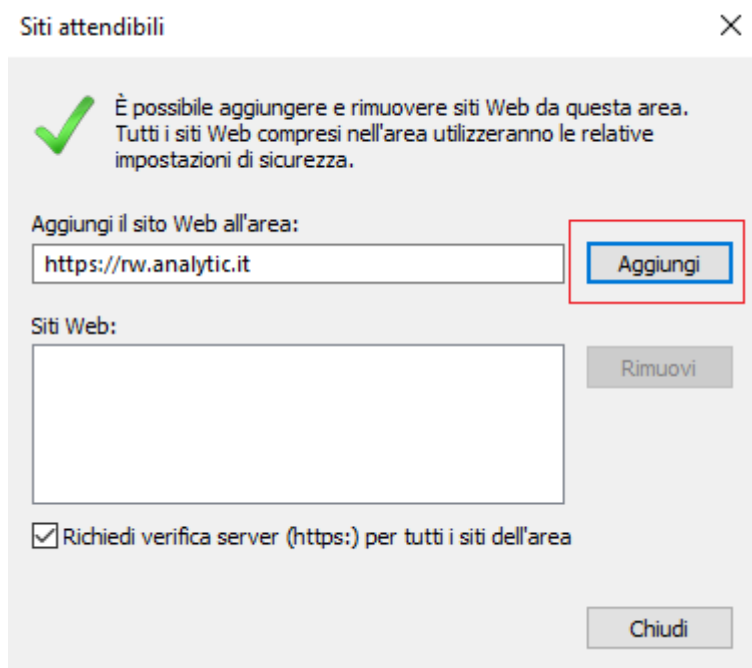 Siti attendibili
È possibile aggiungere e rimuovere siti Web da questa area.
Tutti i siti Web compresi nell'area utilizzeranno le relative
impostazioni di sicurezza.
Aggiungi il sito Web all'area:
https://rw.analytic.it
Aggiungi
Siti Web:
Rimuovi
Richiedi verifica server (https:) per tutti i siti dell'area
Chiudi